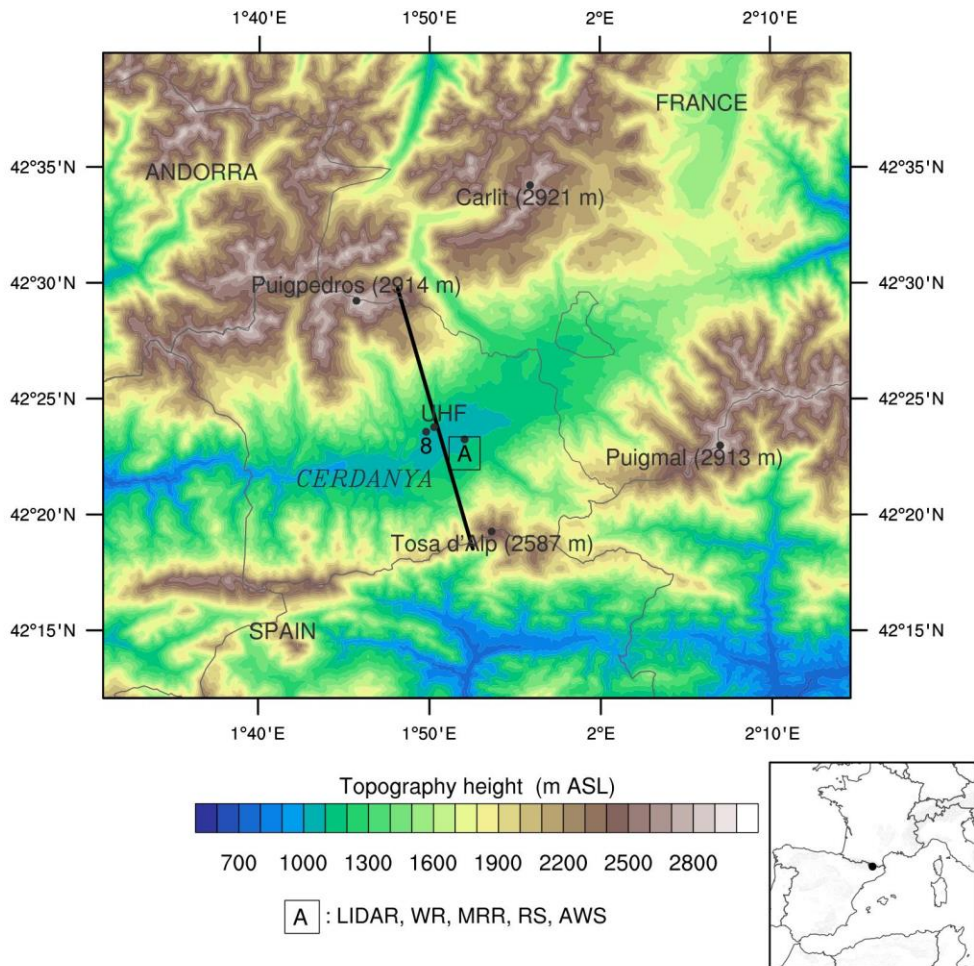 1°40'E 1°50'E 2°E 2°10'E
FRANCE
42°35'N 42°35'N
ANDORRA
Carlit (2921 m)
42°30'N 42°30'N
Puigpedros (2914 m)
42°25'N 42°25'N
UHF
8
A
Puigmal (2913 m)
CERDANYA
42°20'N 42°20'N
Tosa d'Alp (2587 m)
42°15'N 42°15'N
SPAIN
1°40'E 1°50'E 2°E 2°10'E
Topography height (m ASL)
700 1000 1300 1600 1900 2200 2500 2800
A : LIDAR, WR, MRR, RS, AWS